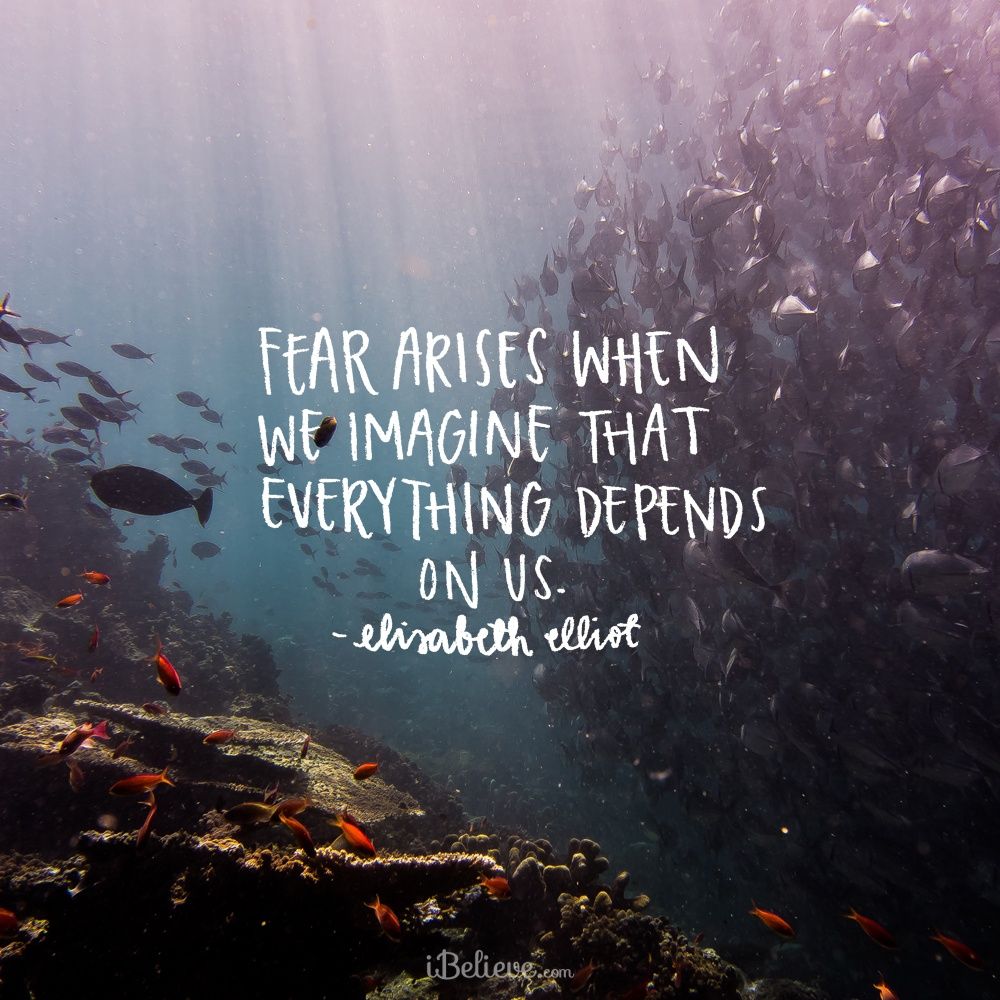 FEAR ARISES WHEN
WE IMAGINE THAT
EVERYTHING DEPENDS
ON US.
- elisabeth elliot
iBelieve.com